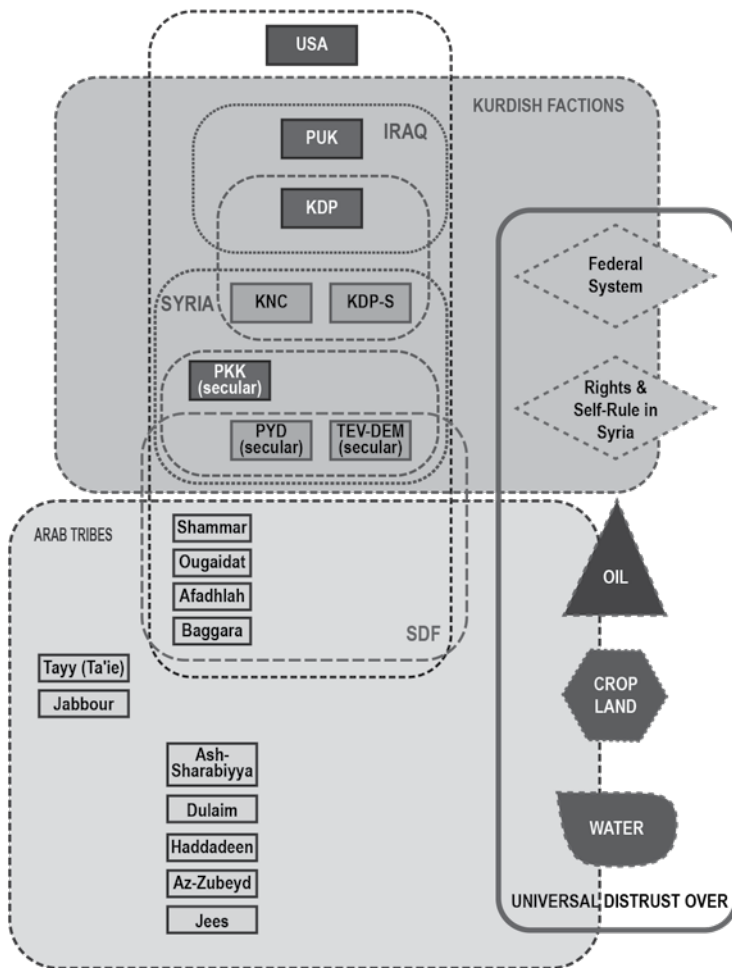 USA
KURDISH FACTIONS
IRAQ
PUK
KDP
SYRIA
KNC
KDP-S
PKK
(secular)
PYD
(secular)
TEV-DEM
(secular)
Federal
System
Rights &
Self-Rule in
Syria
ARAB TRIBES
Shammar
Ougaidat
Afadhlah
Baggara
SDF
Tayy (Ta'ie)
Jabbour
Ash-
Sharabiyya
Dulaim
Haddadeen
Az-Zubeyd
Jees
OIL
CROP
LAND
WATER
UNIVERSAL DISTRUST OVER